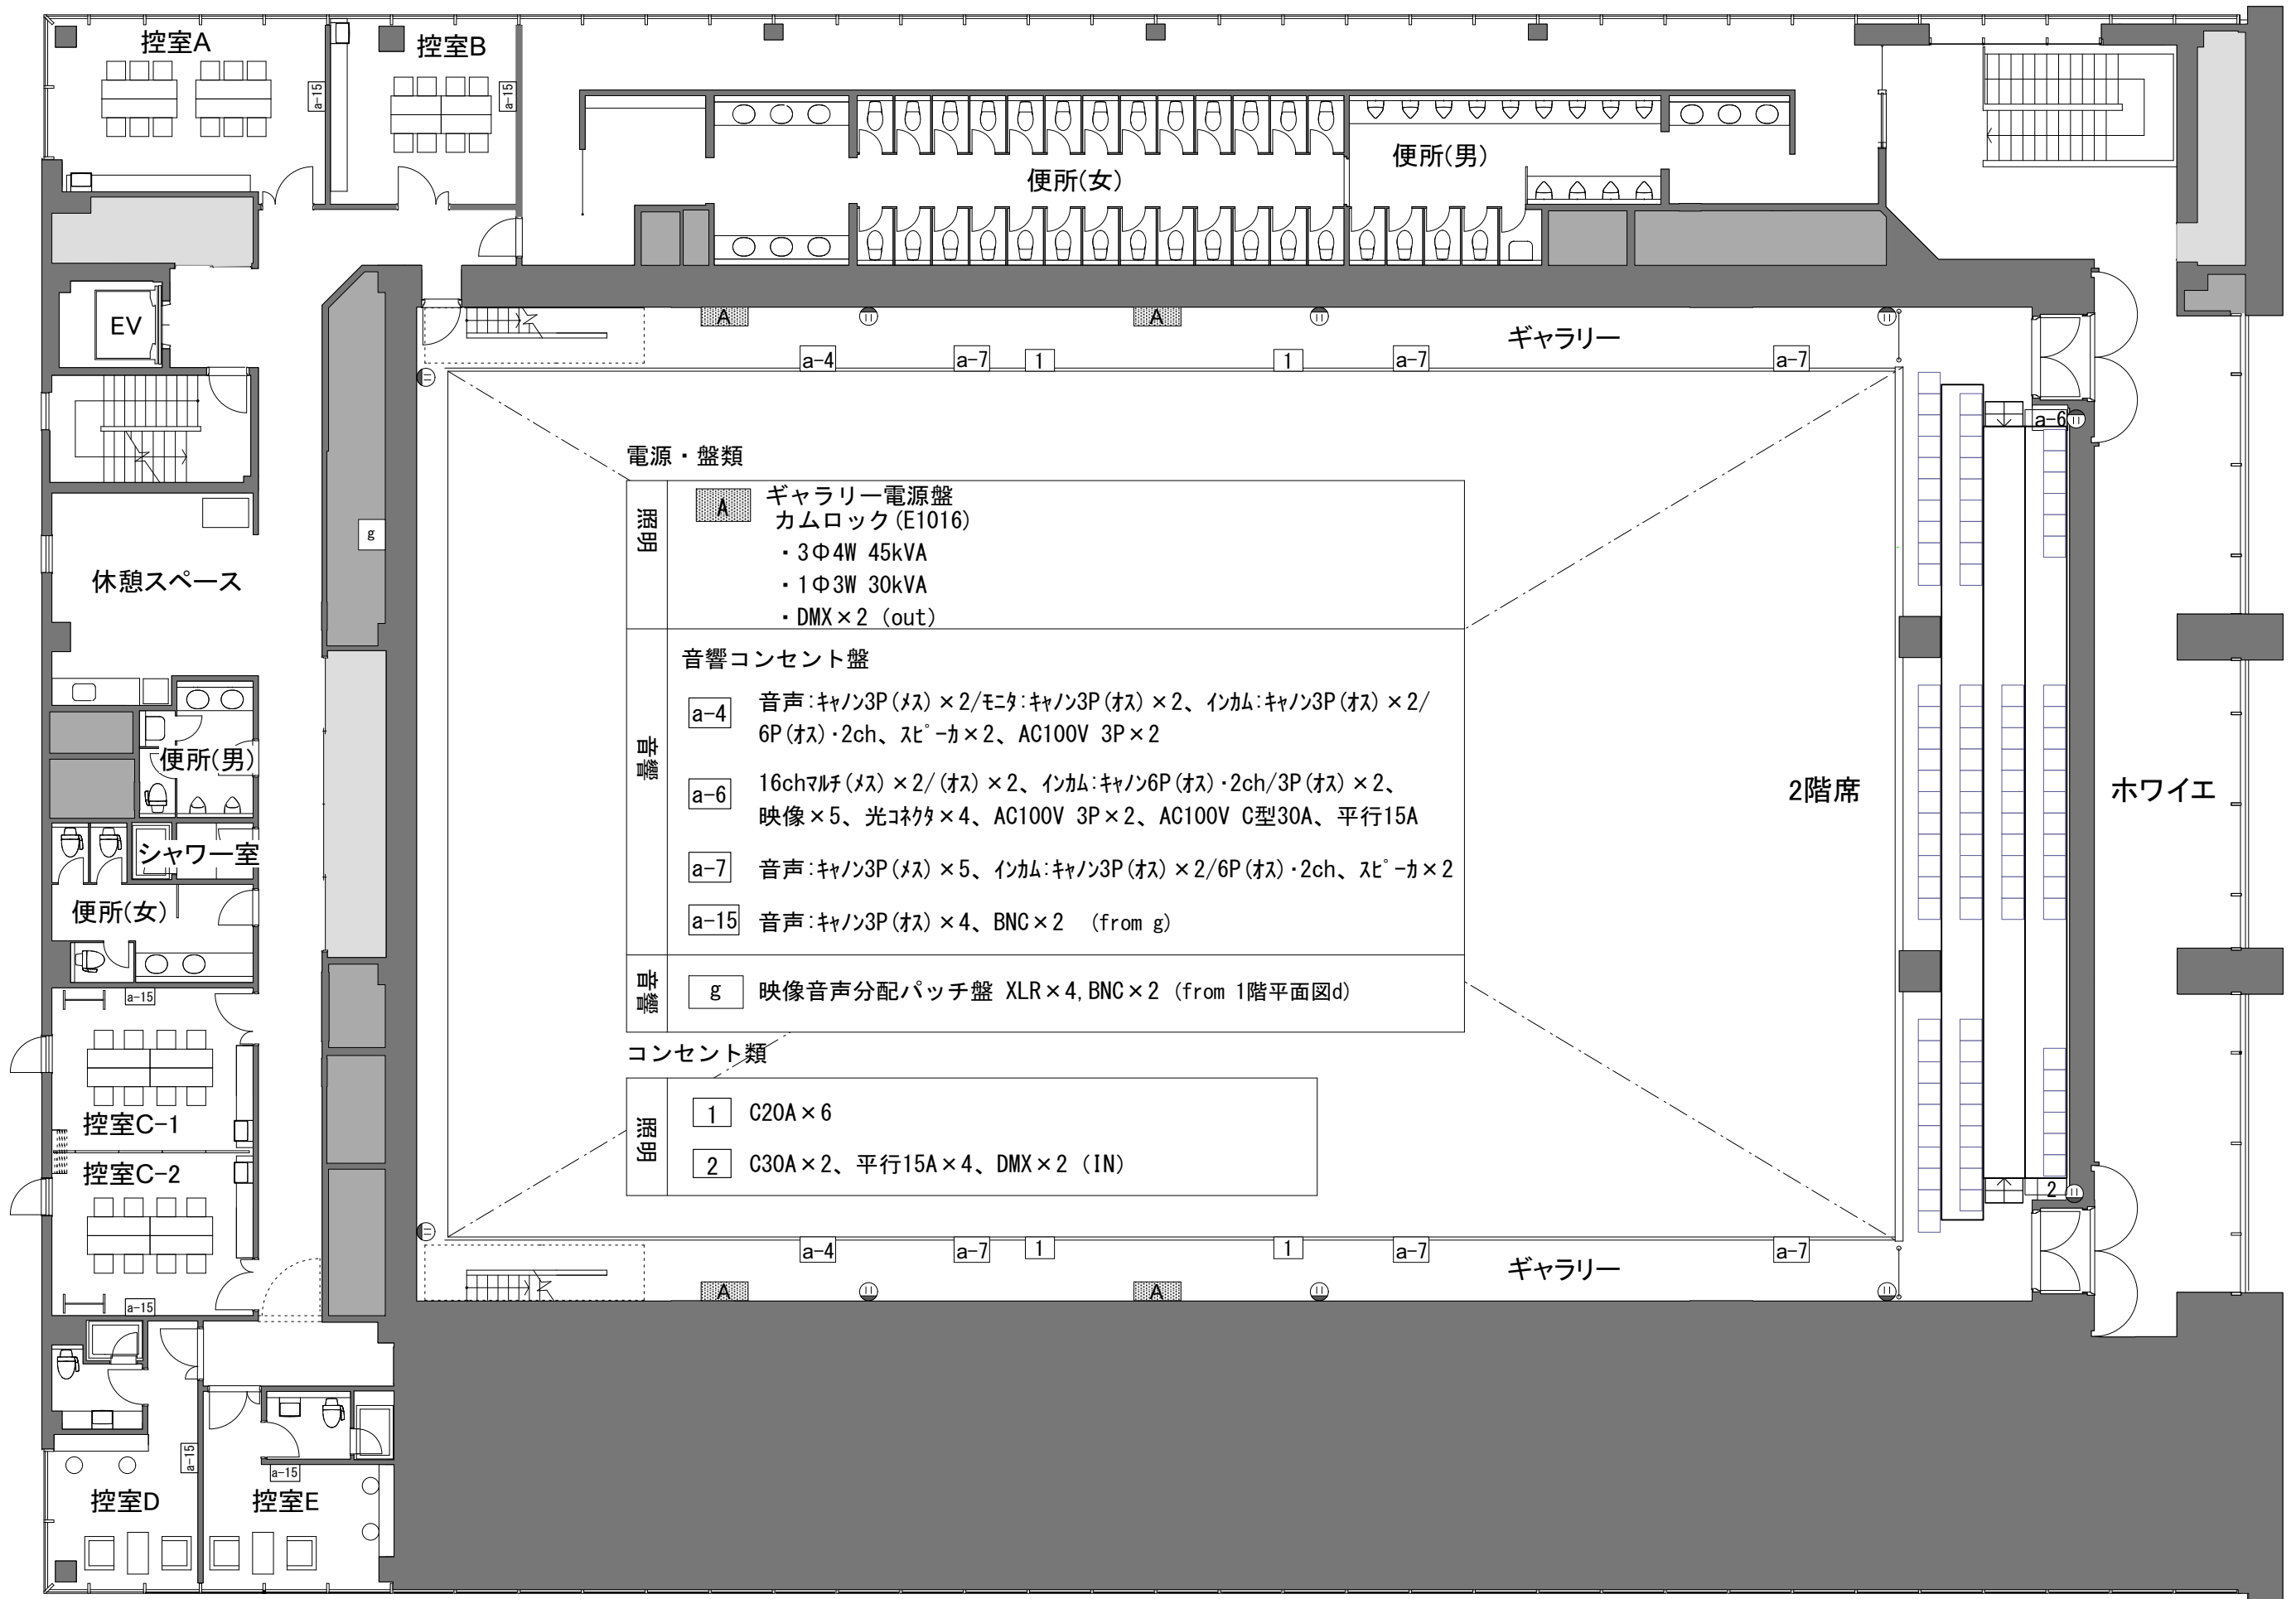 控室A
控室B
a-15
a-15
便所(女)
便所(男)
EV
A
A
ギャラリー
a-4
a-7
1
1
a-7
a-7
a-6
電源・盤類
照明
A
ギャラリー電源盤
カムロック(E1016)
・3Φ4W 45kVA
・1Φ3W 30kVA
・DMX×2 (out)
音響
音響コンセント盤
a-4
音声:ｷｬﾉﾝ3P(ﾒｽ)×2/ﾓﾆﾀ:ｷｬﾉﾝ3P(ｵｽ)×2、ｲﾝｶﾑ:ｷｬﾉﾝ3P(ｵｽ)×2/
6P(ｵｽ)・2ch、ｽﾋﾟｰｶ×2、AC100V 3P×2
a-6
16chﾏﾙﾁ(ﾒｽ)×2/(ｵｽ)×2、ｲﾝｶﾑ:ｷｬﾉﾝ6P(ｵｽ)・2ch/3P(ｵｽ)×2、
映像×5、光ｺﾈｸﾀ×4、AC100V 3P×2、AC100V C型30A、平行15A
a-7
音声:ｷｬﾉﾝ3P(ﾒｽ)×5、ｲﾝｶﾑ:ｷｬﾉﾝ3P(ｵｽ)×2/6P(ｵｽ)・2ch、ｽﾋﾟｰｶ×2
a-15
音声:ｷｬﾉﾝ3P(ｵｽ)×4、BNC×2 (from g)
音響
g
映像音声分配パッチ盤 XLR×4,BNC×2 (from 1階平面図d)
コンセント類
照明
1
C20A×6
2
C30A×2、平行15A×4、DMX×2 (IN)
g
休憩スペース
2階席
ホワイエ
便所(男)
シャワー室
便所(女)
a-15
控室C-1
控室C-2
a-15
2
a-4
a-7
1
1
a-7
a-7
ギャラリー
A
A
a-15
a-15
控室D
控室E